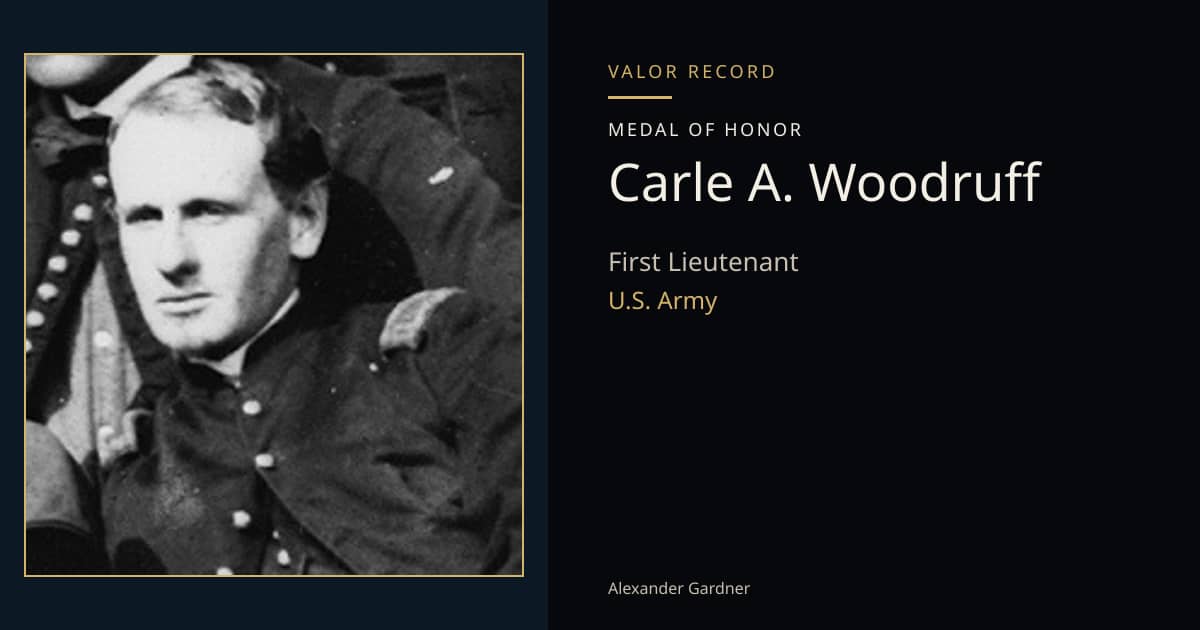 VALOR RECORD
MEDAL OF HONOR
Carle A. Woodruff
First Lieutenant
U.S. Army
Alexander Gardner